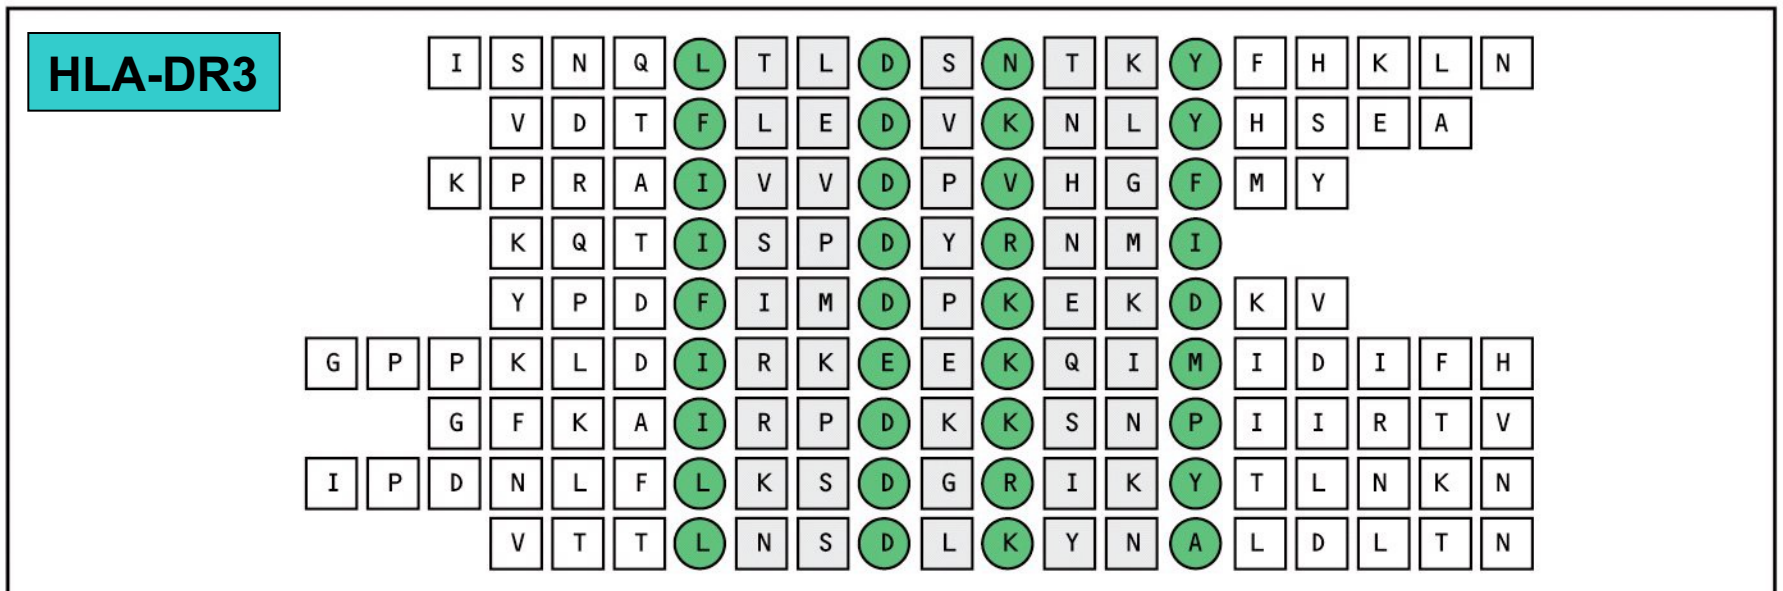 HLA-DR3
I S N Q L T L D S N T K Y F H K L N
V D T F L E D V K N L Y H S E A
K P R A I V V D P V H G F M Y
K Q T I S P D Y R N M I
Y P D F I M D P K E K D K V
G P P K L D I R K E E K Q I M I D I F H
G F K A I R P D K K S N P I I R T V
I P D N L F L K S D G R I K Y T L N K N
V T T L N S D L K Y N A L D L T N